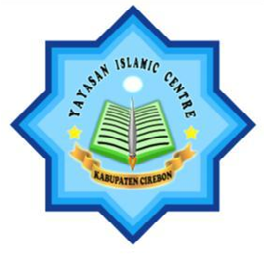 YAYASAN ISLAMIC CENTRE
KABUPATEN CIREBON